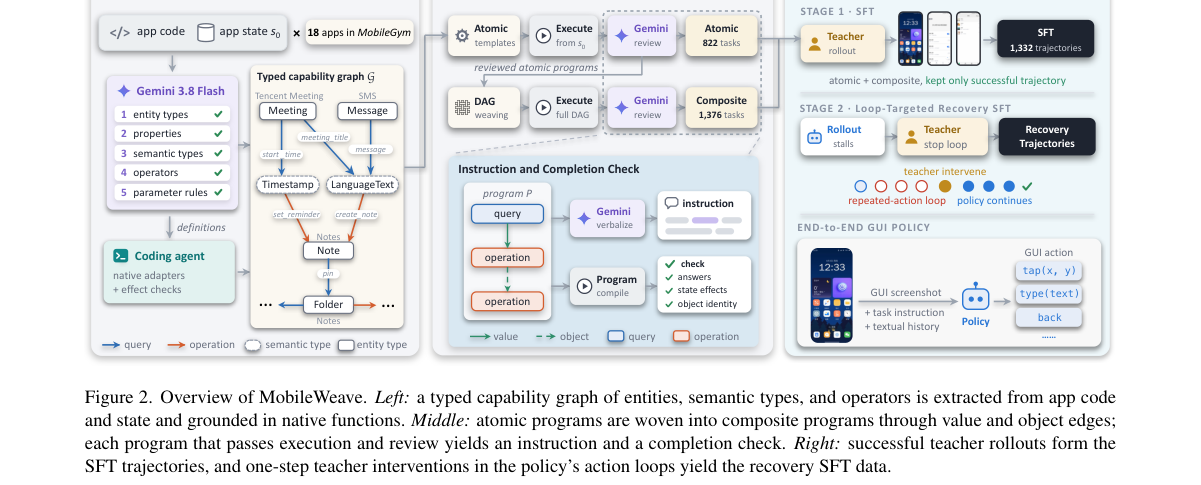 </> app code
app state s0
× 18 apps in MobileGym
Gemini 3.8 Flash
1 entity types
2 properties
3 semantic types
4 operators
5 parameter rules
definitions
Coding agent
native adapters
+ effect checks
Typed capability graph G
Tencent Meeting
SMS
Meeting
Message
meeting_title
start_time
message
Timestamp
LanguageText
set_reminder
create_note
Notes
Note
pin
... Folder ...
Notes
query
operation
semantic type
entity type
Atomic
templates
Execute
from s0
Gemini
review
Atomic
822 tasks
reviewed atomic programs
DAG
weaving
Execute
full DAG
Gemini
review
Composite
1,376 tasks
Instruction and Completion Check
program P
query
operation
operation
Gemini
verbalize
instruction
Program
compile
check
answers
state effects
object identity
value
object
query
operation
STAGE 1 · SFT
Teacher
rollout
12:33
SFT
1,332 trajectories
atomic + composite, kept only successful trajectory
STAGE 2 · Loop-Targeted Recovery SFT
Rollout
stalls
Teacher
stop loop
Recovery
Trajectories
teacher intervene
repeated-action loop
policy continues
END-to-END GUI POLICY
12:33
GUI screenshot
+ task instruction
+ textual history
Policy
GUI action
tap(x, y)
type(text)
back
......
Figure 2. Overview of MobileWeave. Left: a typed capability graph of entities, semantic types, and operators is extracted from app code
and state and grounded in native functions. Middle: atomic programs are woven into composite programs through value and object edges;
each program that passes execution and review yields an instruction and a completion check. Right: successful teacher rollouts form the
SFT trajectories, and one-step teacher interventions in the policy's action loops yield the recovery SFT data.